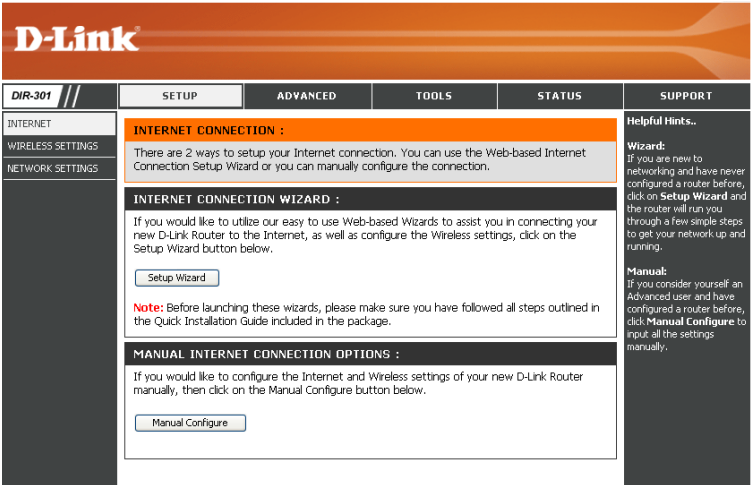 D-Link
DIR-301
SETUP
ADVANCED
TOOLS
STATUS
SUPPORT
INTERNET
WIRELESS SETTINGS
NETWORK SETTINGS
INTERNET CONNECTION :
There are 2 ways to setup your Internet connection. You can use the Web-based Internet
Connection Setup Wizard or you can manually configure the connection.
INTERNET CONNECTION WIZARD :
If you would like to utilize our easy to use Web-based Wizards to assist you in connecting your
new D-Link Router to the Internet, as well as configure the Wireless settings, click on the
Setup Wizard button below.
Setup Wizard
Note: Before launching these wizards, please make sure you have followed all steps outlined in
the Quick Installation Guide included in the package.
MANUAL INTERNET CONNECTION OPTIONS :
If you would like to configure the Internet and Wireless settings of your new D-Link Router
manually, then click on the Manual Configure button below.
Manual Configure
Helpful Hints..
Wizard:
If you are new to
networking and have never
configured a router before,
click on Setup Wizard and
the router will run you
through a few simple steps
to get your network up and
running.
Manual:
If you consider yourself an
Advanced user and have
configured a router before,
click Manual Configure to
input all the settings
manually.